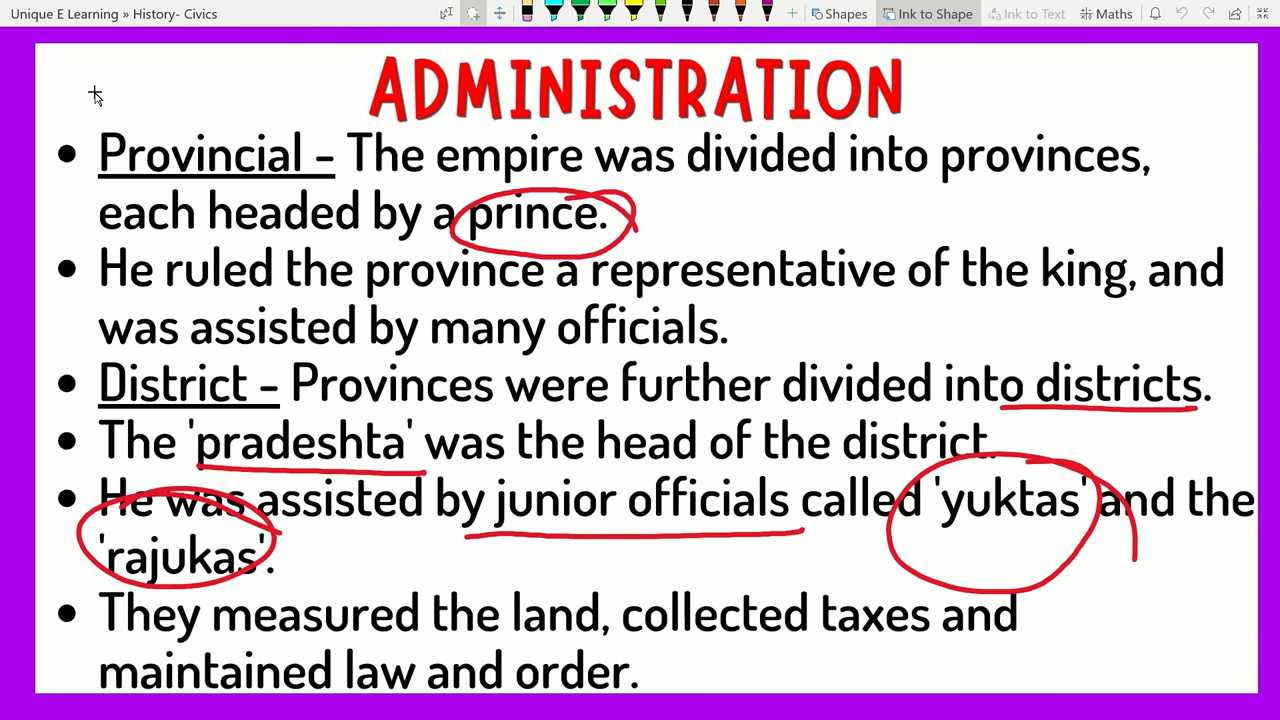 Unique E Learning » History- Civics
Shapes Ink to Shape Ink to Text Maths
ADMINISTRATION
• Provincial - The empire was divided into provinces,
each headed by a prince.
• He ruled the province a representative of the king, and
was assisted by many officials.
• District - Provinces were further divided into districts.
• The 'pradeshta' was the head of the district.
• He was assisted by junior officials called 'yuktas' and the
'rajukas'.
• They measured the land, collected taxes and
maintained law and order.